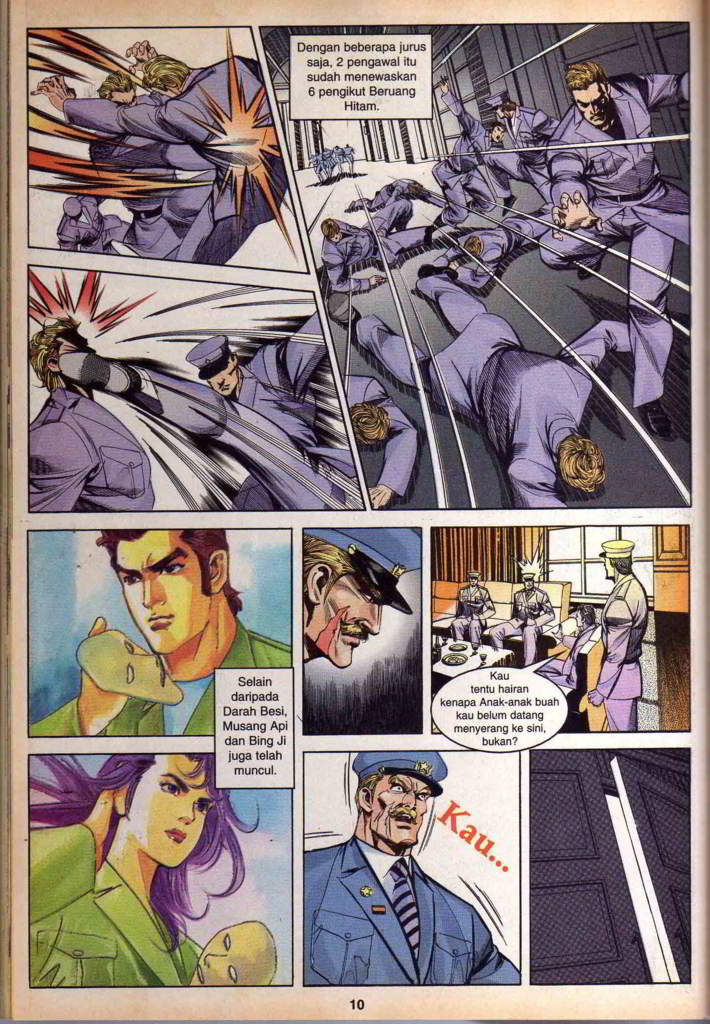 Dengan beberapa jurus
saja, 2 pengawal itu
sudah menewaskan
6 pengikut Beruang
Hitam.
Selain
daripada
Darah Besi,
Musang Api
dan Bing Ji
juga telah
muncul.
Kau
tentu hairan
kenapa Anak-anak buah
kau belum datang
menyerang ke sini,
bukan?
Kau...
10